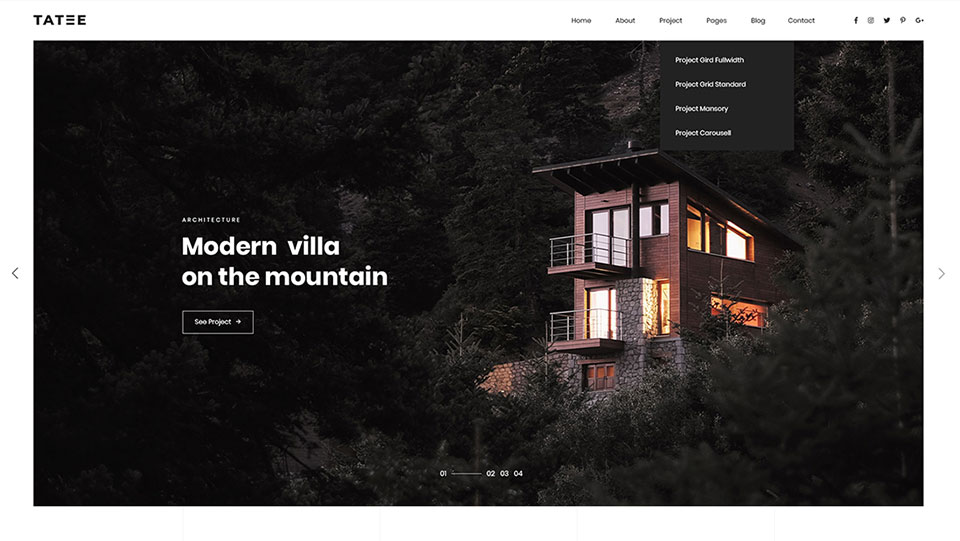 TATEE
Home About Project Pages Blog Contact
Project Gird Fullwidth
Project Grid Standard
Project Mansory
Project Carousell
ARCHITECTURE
Modern villa
on the mountain
See Project
01 02 03 04